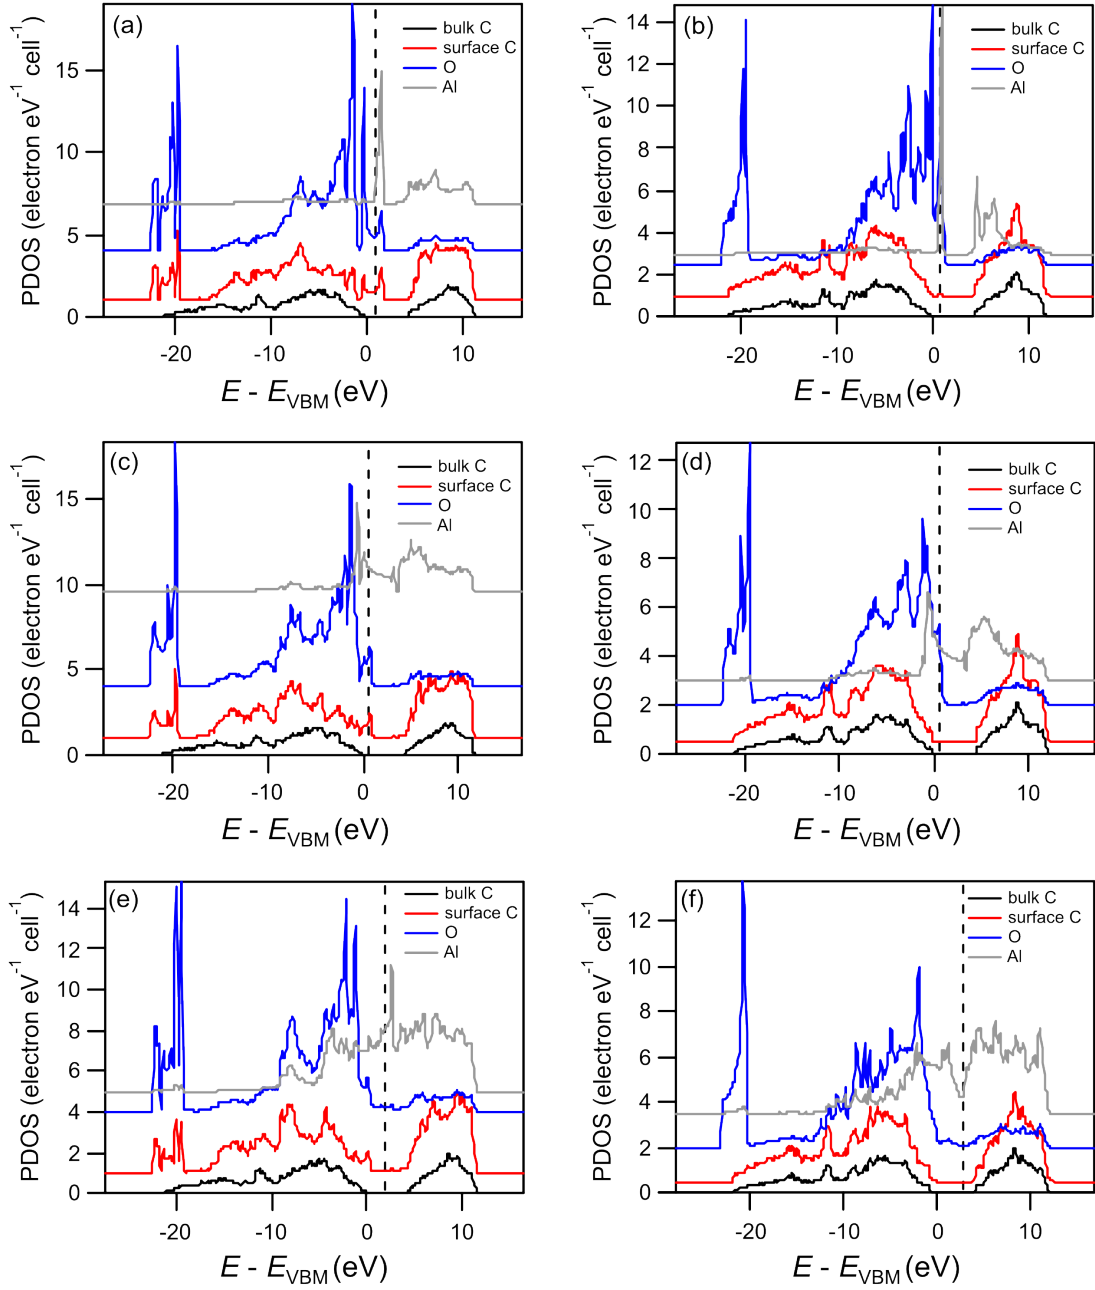 (a)
bulk C
surface C
O
Al
PDOS (electron eV⁻¹ cell⁻¹)
15
10
5
0
-20
-10
0
10
E - E_VBM (eV)
(b)
bulk C
surface C
O
Al
PDOS (electron eV⁻¹ cell⁻¹)
14
12
10
8
6
4
2
0
-20
-10
0
10
E - E_VBM (eV)
(c)
bulk C
surface C
O
Al
PDOS (electron eV⁻¹ cell⁻¹)
15
10
5
0
-20
-10
0
10
E - E_VBM (eV)
(d)
bulk C
surface C
O
Al
PDOS (electron eV⁻¹ cell⁻¹)
12
10
8
6
4
2
0
-20
-10
0
10
E - E_VBM (eV)
(e)
bulk C
surface C
O
Al
PDOS (electron eV⁻¹ cell⁻¹)
14
12
10
8
6
4
2
0
-20
-10
0
10
E - E_VBM (eV)
(f)
bulk C
surface C
O
Al
PDOS (electron eV⁻¹ cell⁻¹)
12
10
8
6
4
2
0
-20
-10
0
10
E - E_VBM (eV)